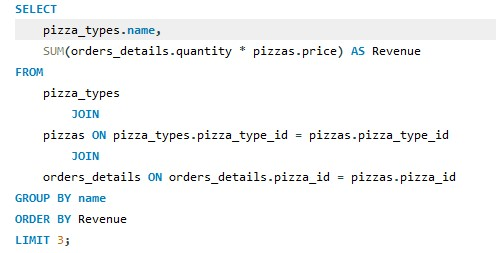 SELECT
pizza_types.name,
SUM(orders_details.quantity * pizzas.price) AS Revenue
FROM
pizza_types
JOIN
pizzas ON pizza_types.pizza_type_id = pizzas.pizza_type_id
JOIN
orders_details ON orders_details.pizza_id = pizzas.pizza_id
GROUP BY name
ORDER BY Revenue
LIMIT 3;